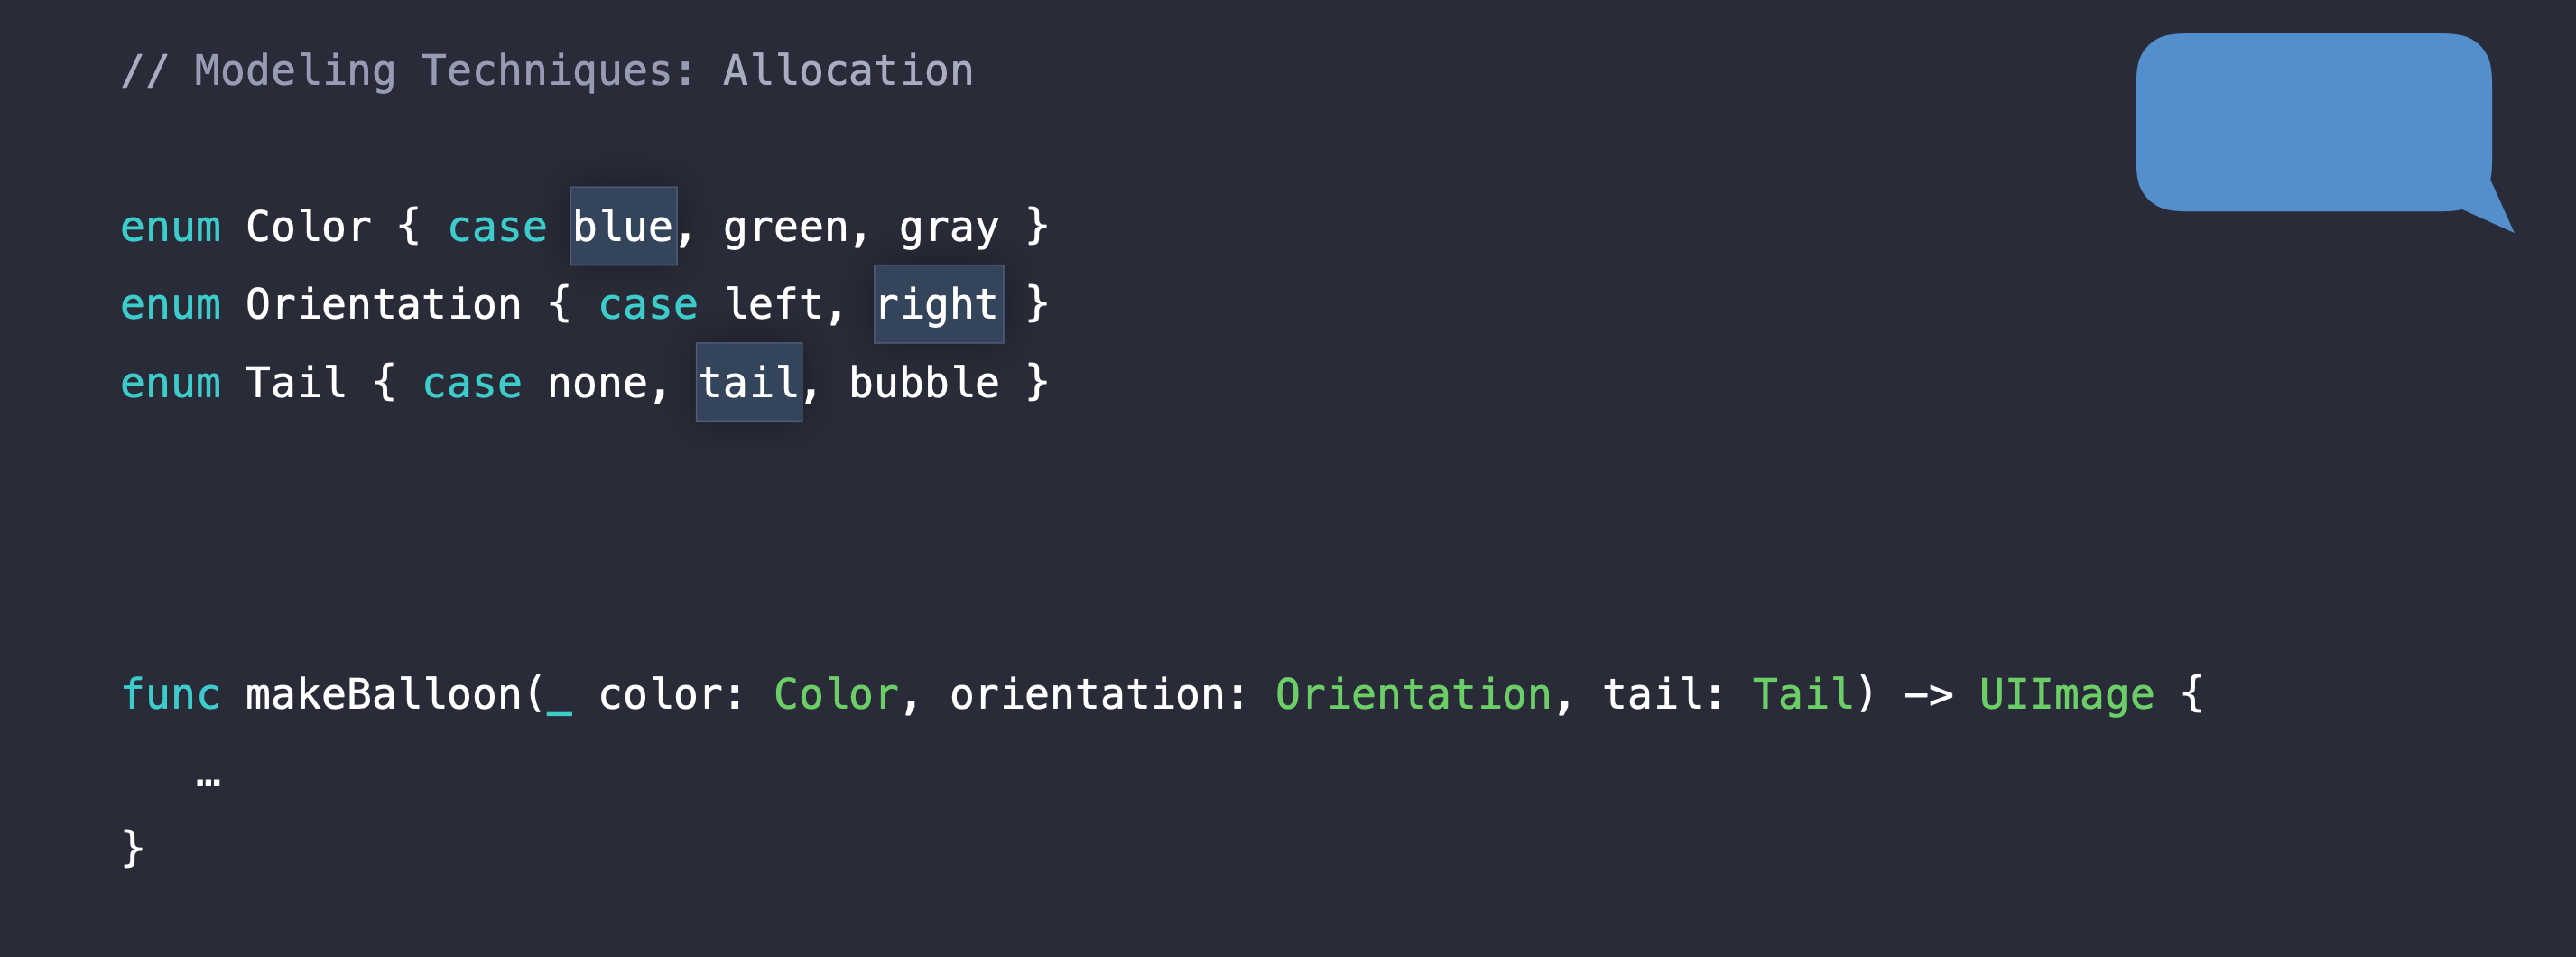 // Modeling Techniques: Allocation
enum Color { case blue, green, gray }
enum Orientation { case left, right }
enum Tail { case none, tail, bubble }
func makeBalloon(_ color: Color, orientation: Orientation, tail: Tail) -> UIImage {
…
}